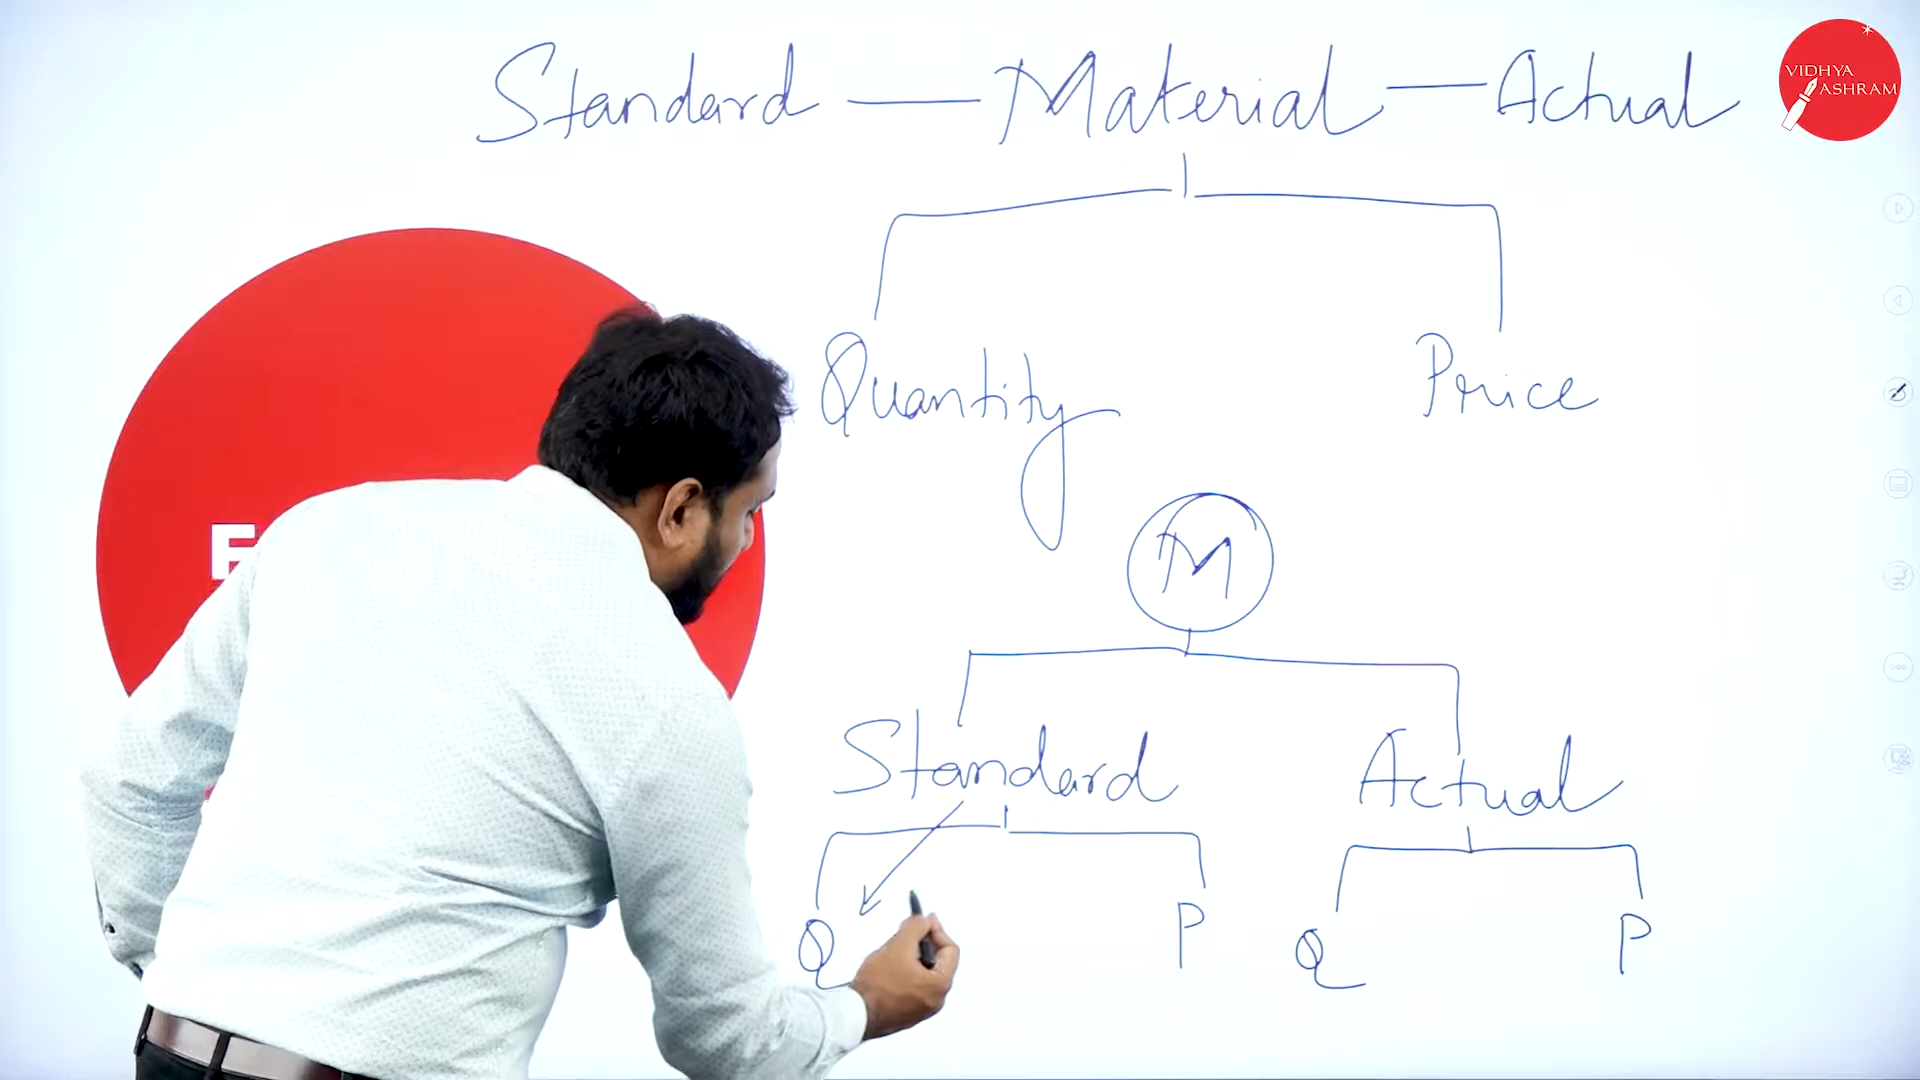 Standard — Material — Actual
VIDHYA
ASHRAM
Quantity Price
M
Standard Actual
Q P Q P